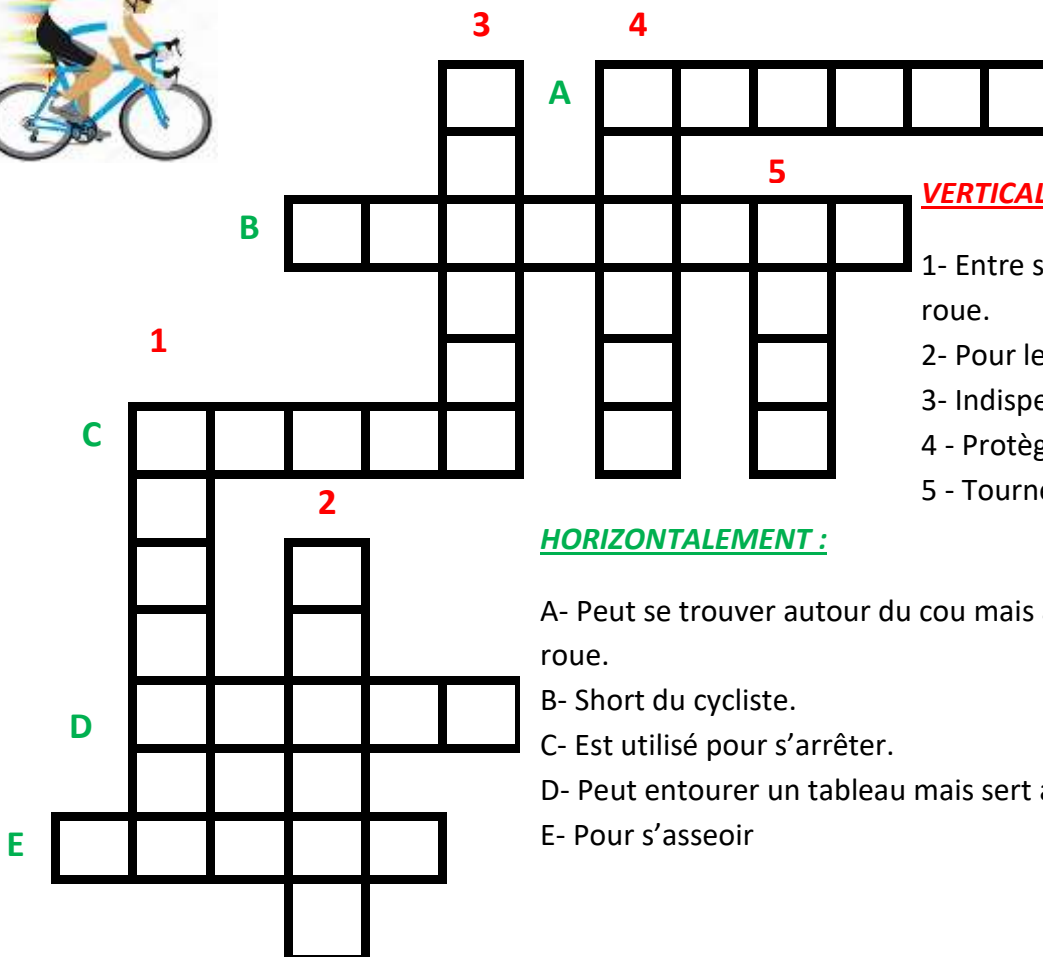 3 4
A
5
B
VERTICAL
1- Entre s
roue.
1
2- Pour le
3- Indispe
C
4 - Protèg
5 - Tourne
2
HORIZONTALEMENT :
A- Peut se trouver autour du cou mais
roue.
B- Short du cycliste.
D
C- Est utilisé pour s’arrêter.
D- Peut entourer un tableau mais sert a
E
E- Pour s’asseoir